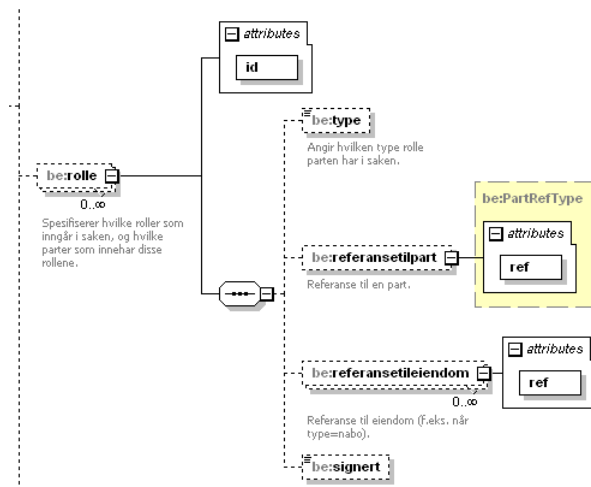 attributes
id
be:type
Angir hvilken type rolle
parten har i saken.
be:rolle
0..∞
Spesifiserer hvilke roller som
inngår i saken, og hvilke
parter som innehar disse
rollene.
be:PartRefType
attributes
be:referansetilpart
ref
Referanse til en part.
attributes
be:referansetileiendom
ref
0..∞
Referanse til eiendom (f.eks. når
type=nabo).
be:signert